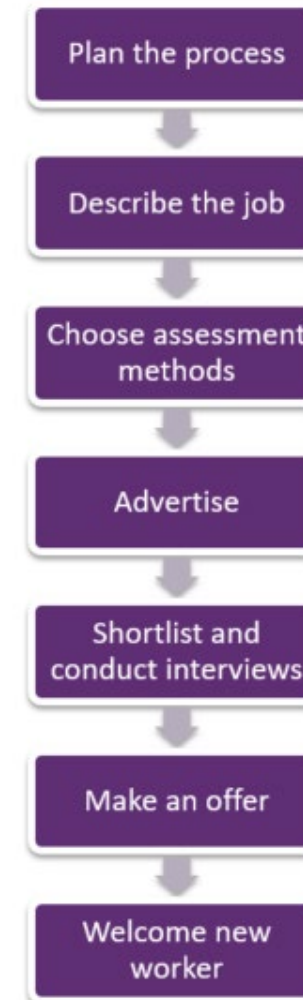 Plan the process
Describe the job
Choose assessment
methods
Advertise
Shortlist and
conduct interviews
Make an offer
Welcome new
worker